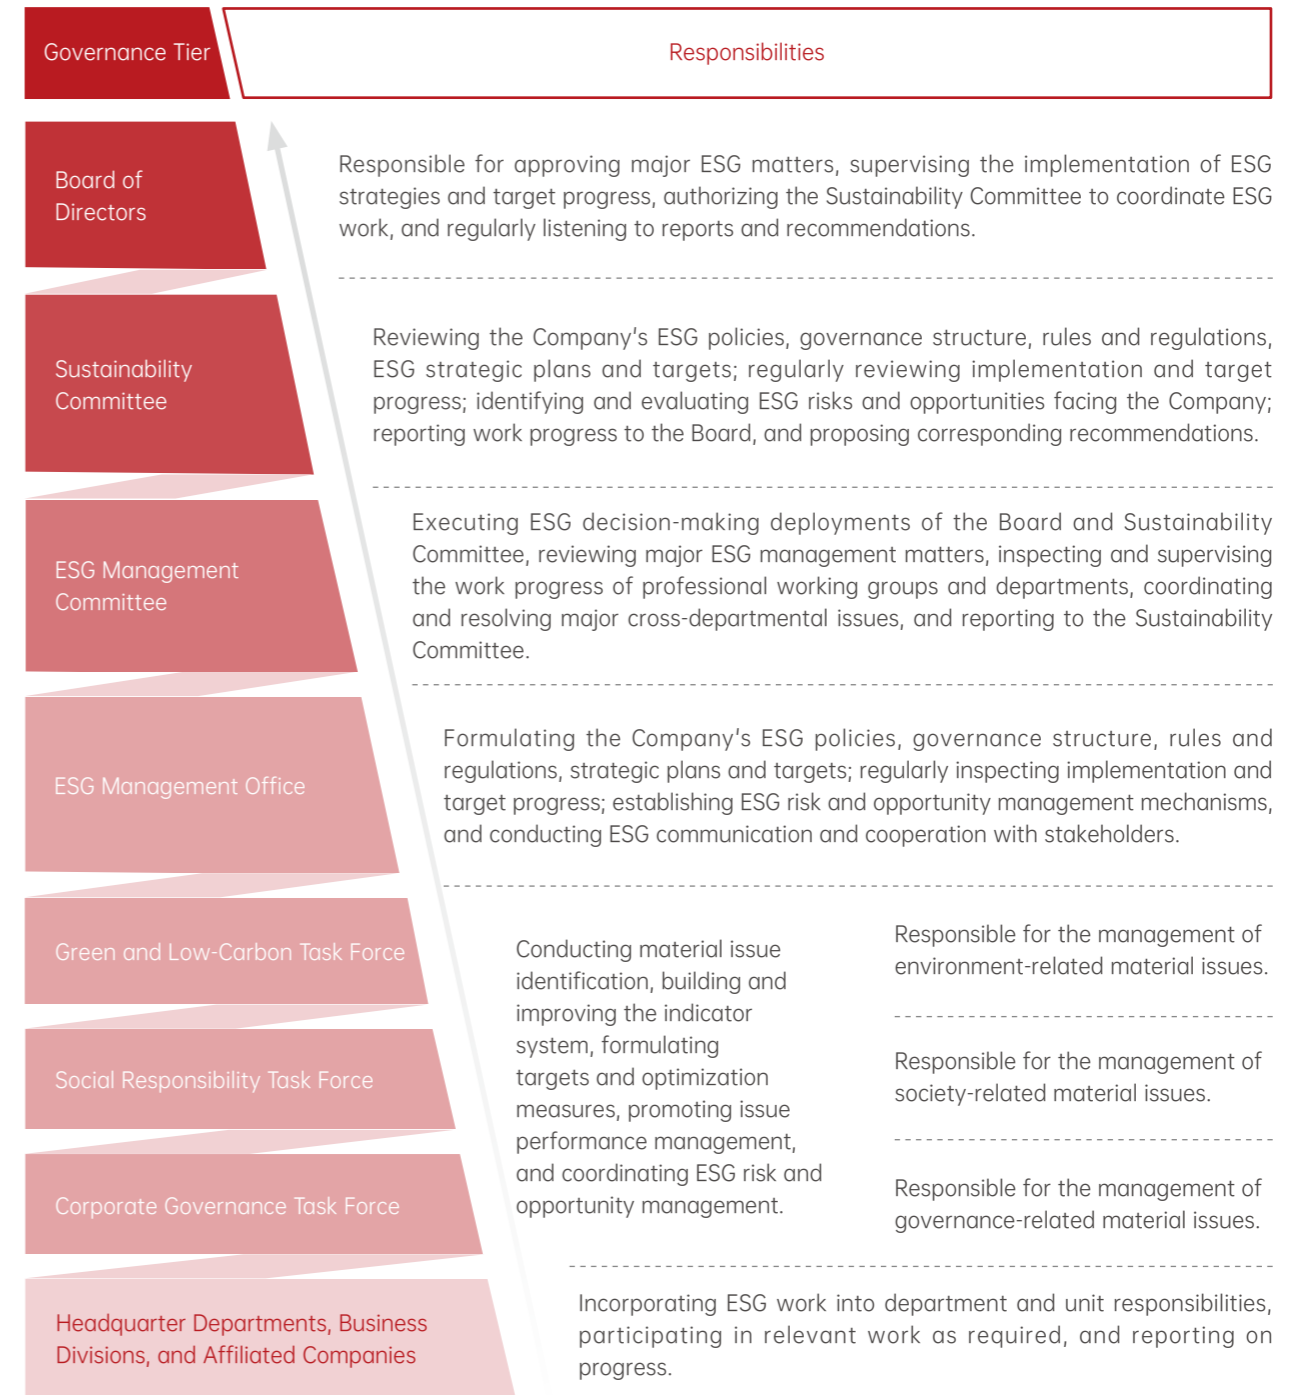 Governance Tier
Responsibilities
Board of
Directors
Responsible for approving major ESG matters, supervising the implementation of ESG
strategies and target progress, authorizing the Sustainability Committee to coordinate ESG
work, and regularly listening to reports and recommendations.
Sustainability
Committee
Reviewing the Company's ESG policies, governance structure, rules and regulations,
ESG strategic plans and targets; regularly reviewing implementation and target
progress; identifying and evaluating ESG risks and opportunities facing the Company;
reporting work progress to the Board, and proposing corresponding recommendations.
ESG Management
Committee
Executing ESG decision-making deployments of the Board and Sustainability
Committee, reviewing major ESG management matters, inspecting and supervising
the work progress of professional working groups and departments, coordinating
and resolving major cross-departmental issues, and reporting to the Sustainability
Committee.
ESG Management Office
Formulating the Company's ESG policies, governance structure, rules and
regulations, strategic plans and targets; regularly inspecting implementation and
target progress; establishing ESG risk and opportunity management mechanisms,
and conducting ESG communication and cooperation with stakeholders.
Green and Low-Carbon Task Force
Social Responsibility Task Force
Corporate Governance Task Force
Conducting material issue
identification, building and
improving the indicator
system, formulating
targets and optimization
measures, promoting issue
performance management,
and coordinating ESG risk and
opportunity management.
Responsible for the management of
environment-related material issues.
Responsible for the management of
society-related material issues.
Responsible for the management of
governance-related material issues.
Headquarter Departments, Business
Divisions, and Affiliated Companies
Incorporating ESG work into department and unit responsibilities,
participating in relevant work as required, and reporting on
progress.